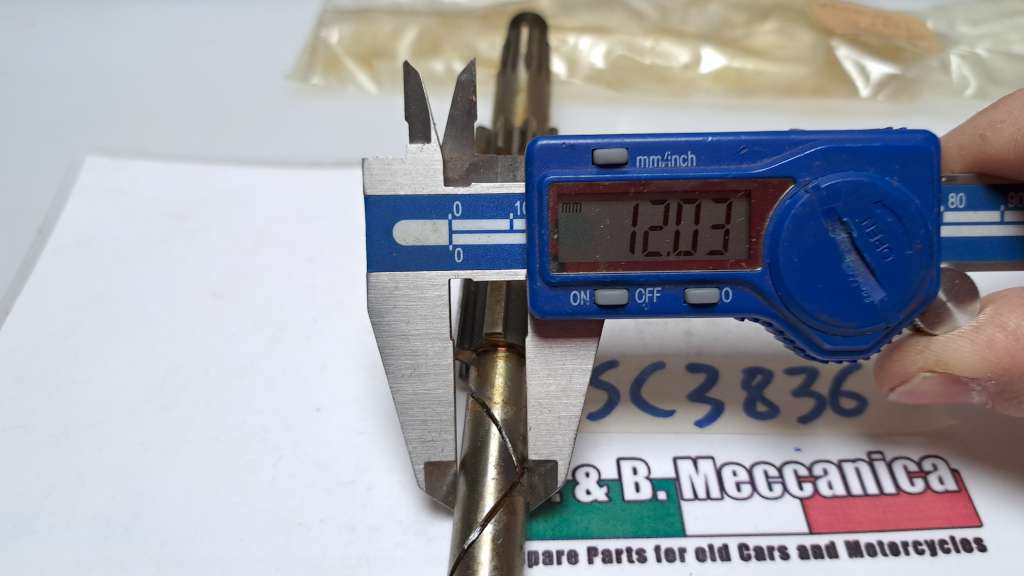 mm/inch
mm 12.03
0 10
0
80 90
ON OFF 0
SC3836
& B. Meccanica
pare Parts for old Cars and Motorcycles